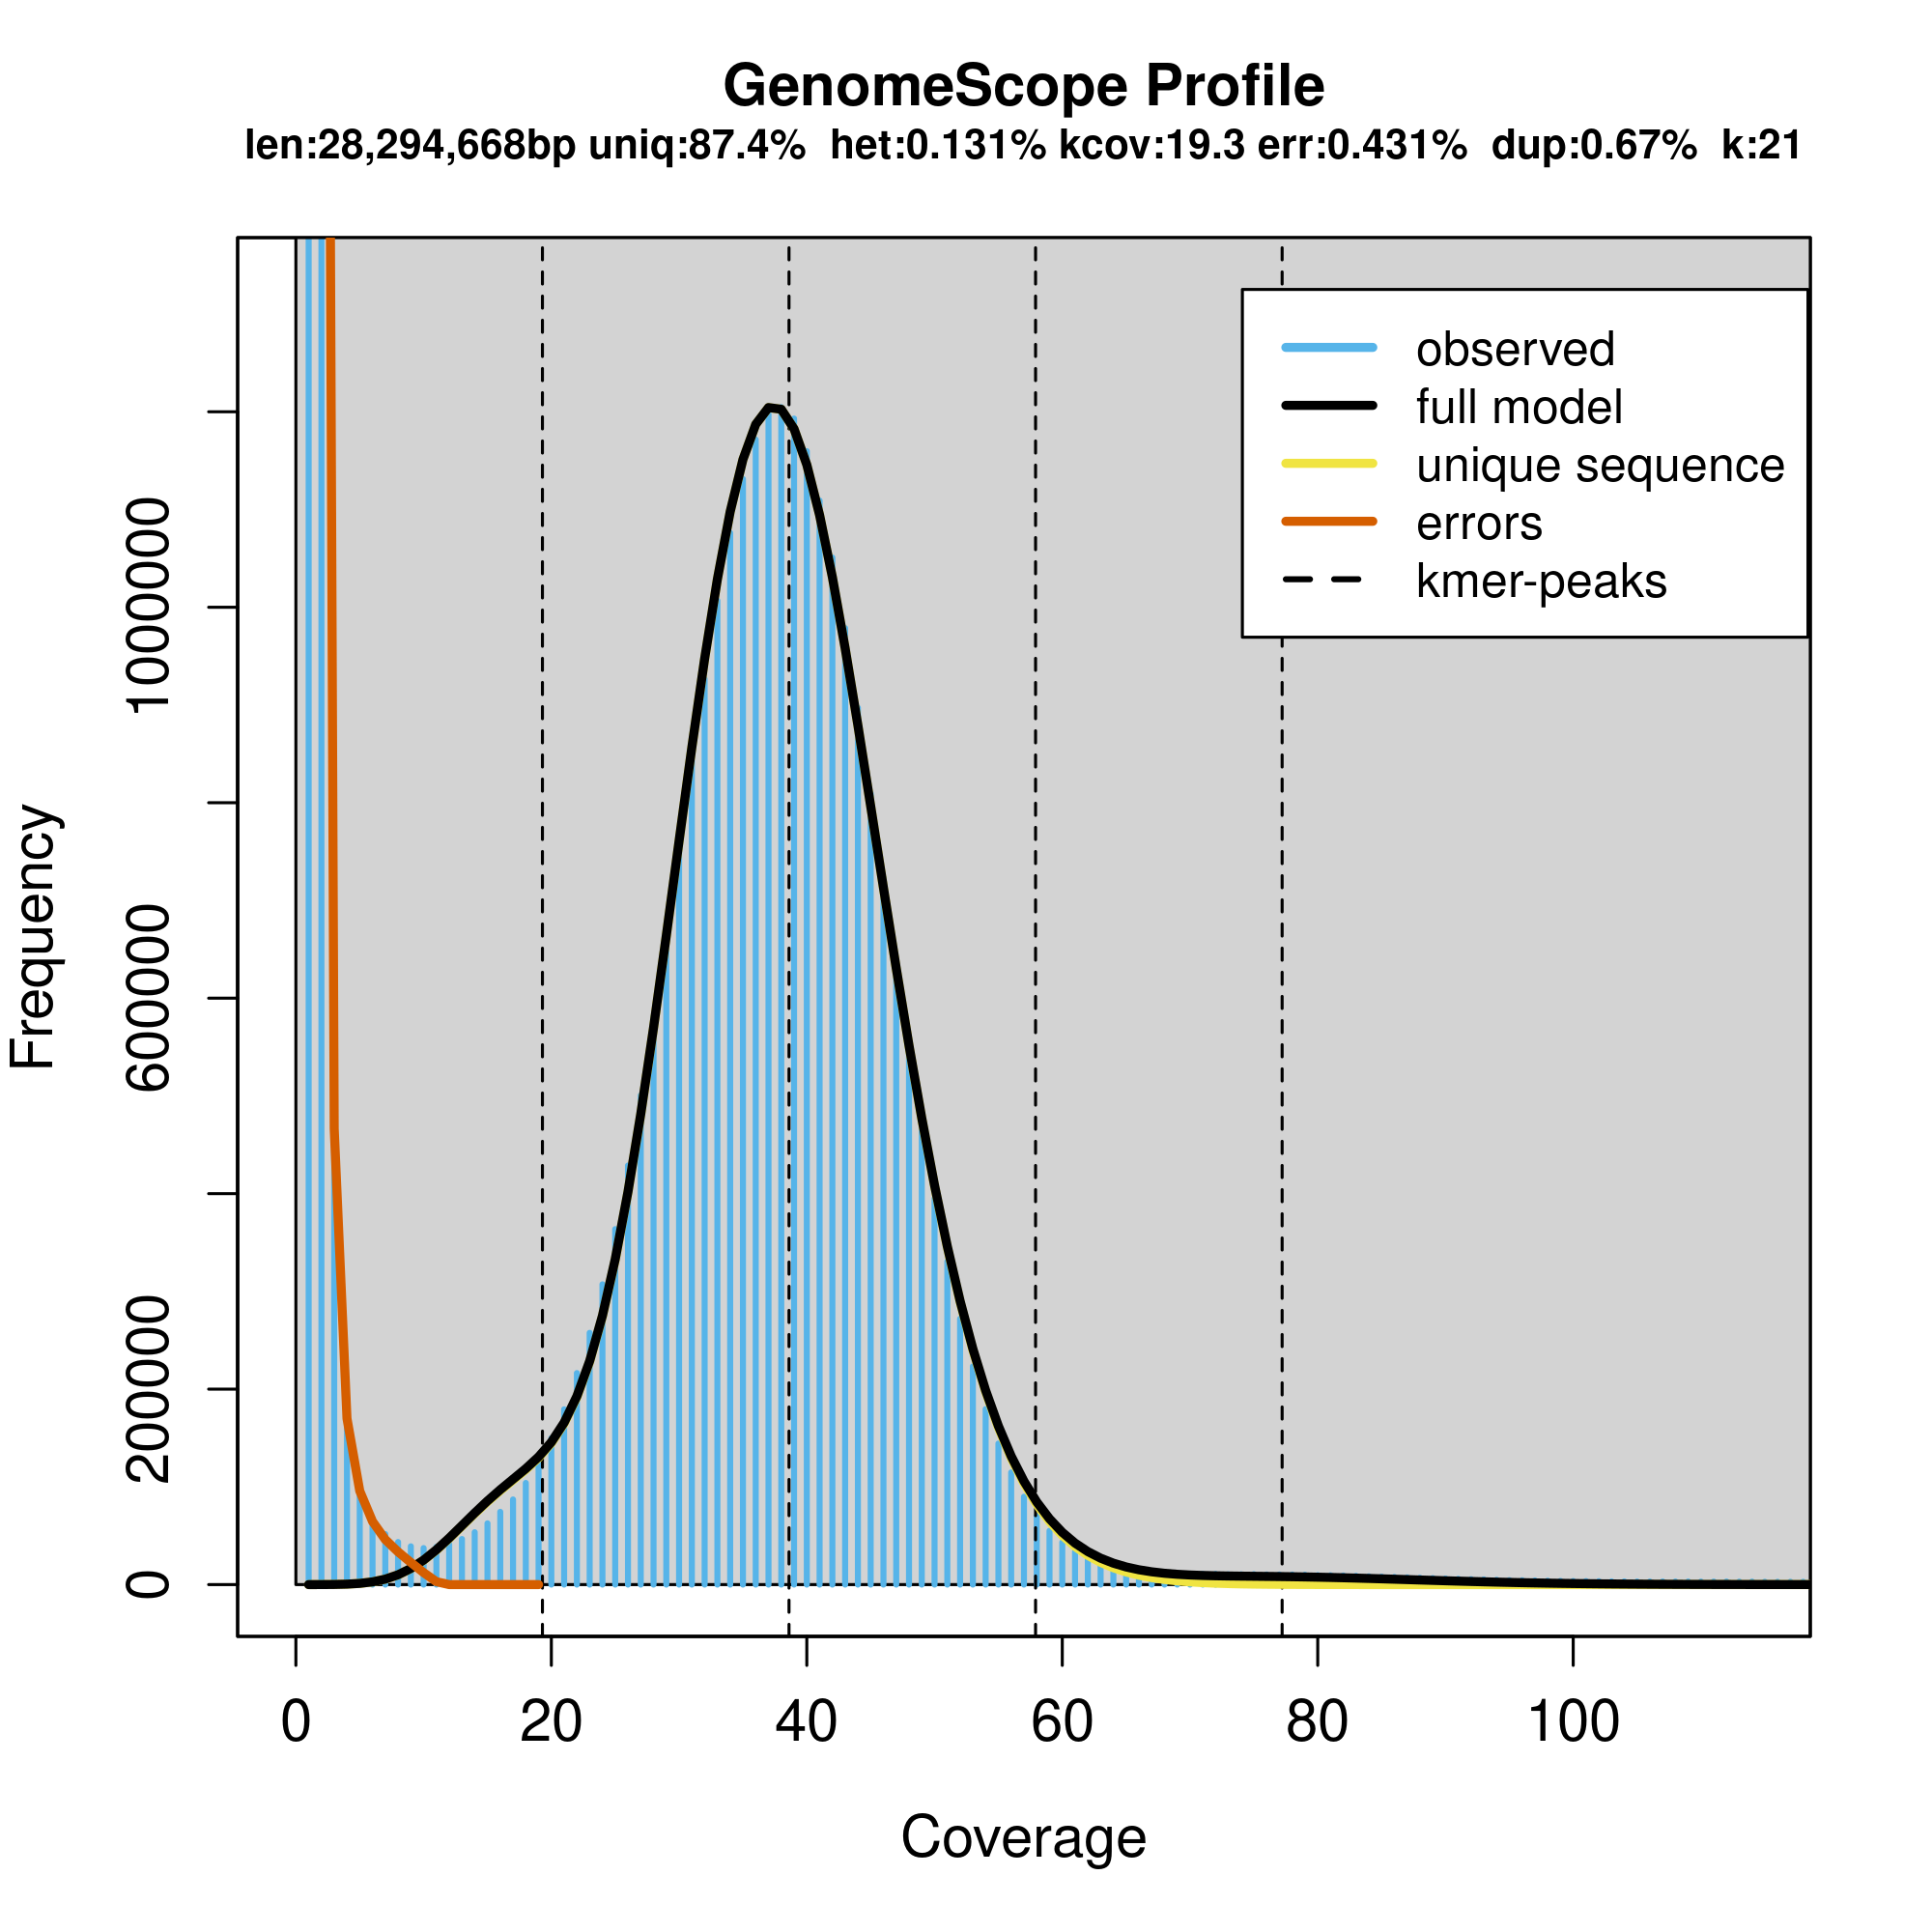 GenomeScope Profile
len:28,294,668bp uniq:87.4% het:0.131% kcov:19.3 err:0.431% dup:0.67% k:21
observed
full model
unique sequence
errors
kmer-peaks
Frequency
1000000
600000
200000
0
0 20 40 60 80 100
Coverage